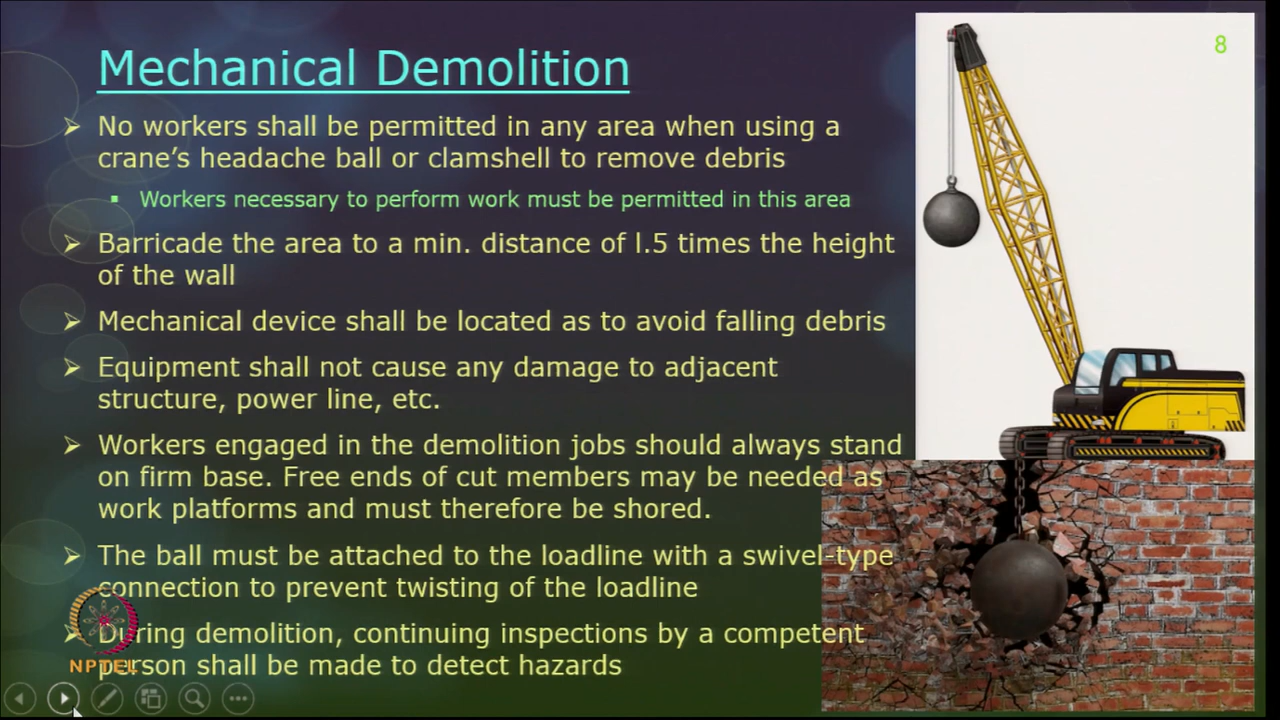 8
Mechanical Demolition
No workers shall be permitted in any area when using a
crane's headache ball or clamshell to remove debris
Workers necessary to perform work must be permitted in this area
Barricade the area to a min. distance of l.5 times the height
of the wall
Mechanical device shall be located as to avoid falling debris
Equipment shall not cause any damage to adjacent
structure, power line, etc.
Workers engaged in the demolition jobs should always stand
on firm base. Free ends of cut members may be needed as
work platforms and must therefore be shored.
The ball must be attached to the loadline with a swivel-type
connection to prevent twisting of the loadline
During demolition, continuing inspections by a competent
person shall be made to detect hazards
NPTEL